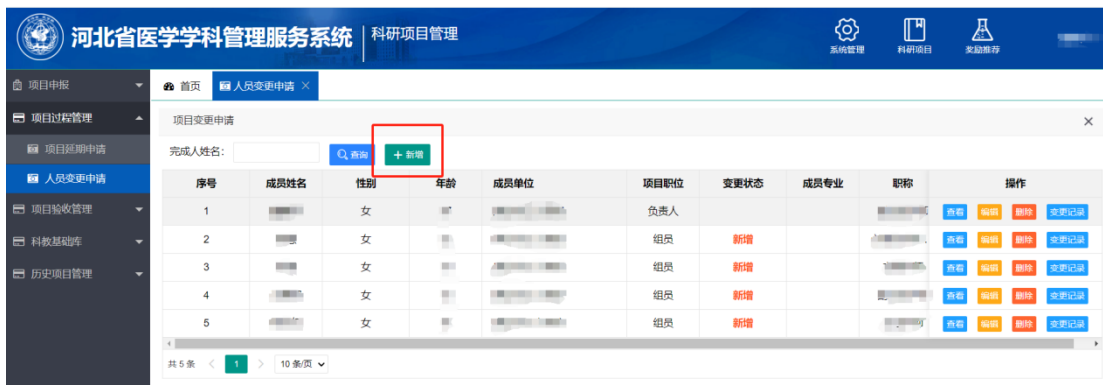 河北省医学学科管理服务系统 科研项目管理
系统管理 科研项目 奖励推荐
项目申报 首页 人员变更申请 ×
项目过程管理 项目变更申请 ×
项目延期申请 完成人姓名： 查询 + 新增
人员变更申请 序号 成员姓名 性别 年龄 成员单位 项目职位 变更状态 成员专业 职称 操作
项目验收管理 1 女 负责人 查看 编辑 删除 变更记录
科教基础库 2 女 组员 新增 查看 编辑 删除 变更记录
历史项目管理 3 女 组员 新增 查看 编辑 删除 变更记录
4 女 组员 新增 查看 编辑 删除 变更记录
5 女 组员 新增 查看 编辑 删除 变更记录
共 5 条 < 1 > 10 条/页